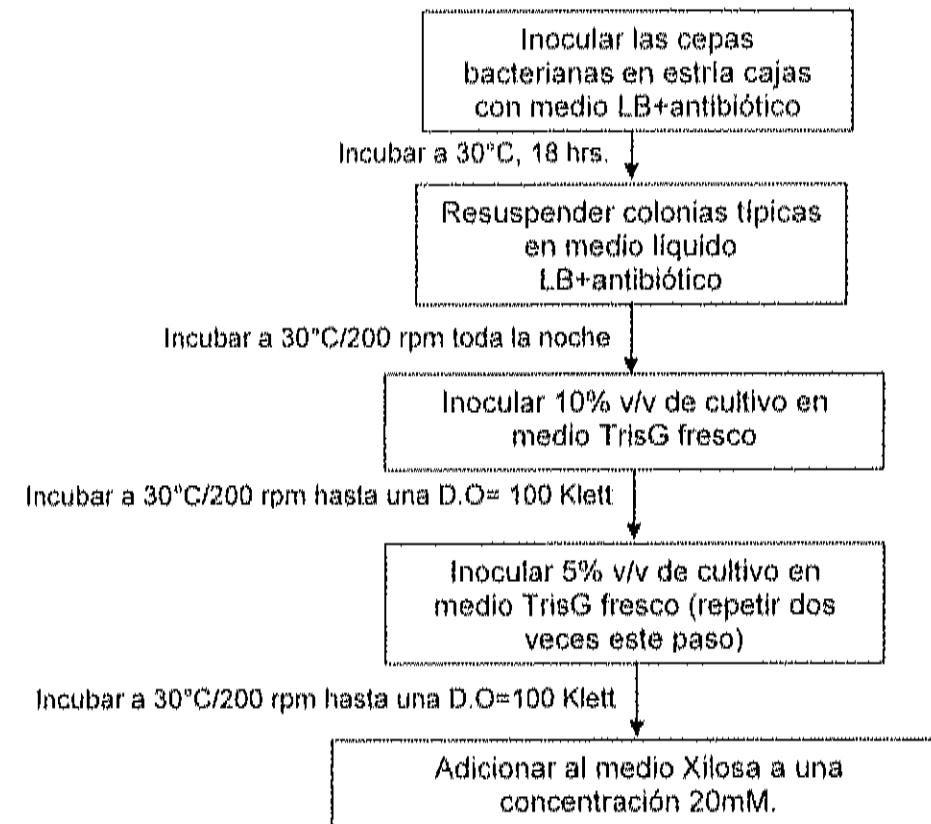 Inocular las cepas
bacterianas en estría cajas
con medio LB+antibiótico
Incubar a 30°C, 18 hrs.
Resuspender colonias típicas
en medio líquido
LB+antibiótico
Incubar a 30°C/200 rpm toda la noche
Inocular 10% v/v de cultivo en
medio TrisG fresco
Incubar a 30°C/200 rpm hasta una D.O= 100 Klett
Inocular 5% v/v de cultivo en
medio TrisG fresco (repetir dos
veces este paso)
Incubar a 30°C/200 rpm hasta una D.O=100 Klett
Adicionar al medio Xilosa a una
concentración 20mM.